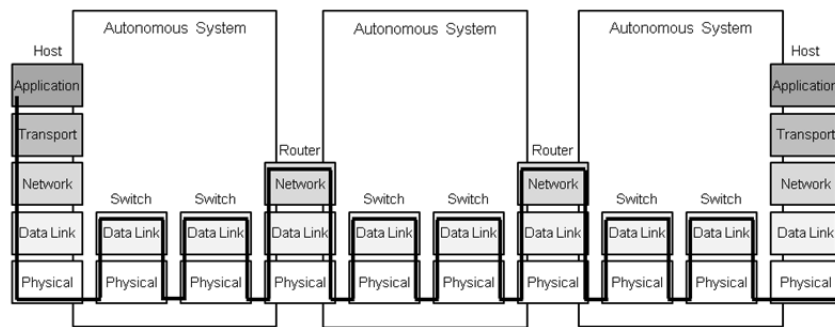 Autonomous System
Autonomous System
Autonomous System
Host
Host
Application
Application
Transport
Transport
Router
Router
Network
Network
Network
Network
Switch
Switch
Switch
Switch
Switch
Switch
Data Link
Data Link
Data Link
Data Link
Data Link
Data Link
Data Link
Data Link
Data Link
Data Link
Physical
Physical
Physical
Physical
Physical
Physical
Physical
Physical
Physical
Physical